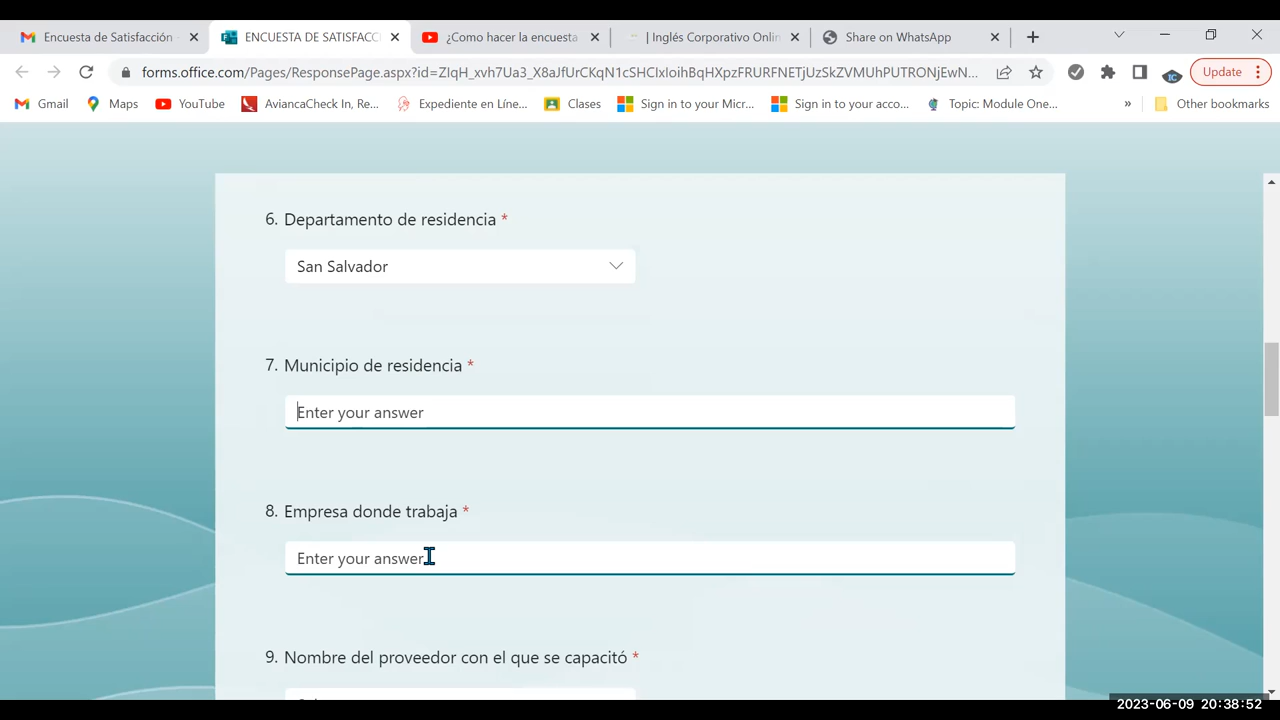 Encuesta de Satisfacción -
ENCUESTA DE SATISFACC
¿Como hacer la encuesta
| Inglés Corporativo Onlin
Share on WhatsApp
forms.office.com/Pages/ResponsePage.aspx?id=ZIqH_xvh7Ua3_X8aJfUrCKqN1cSHCIxIoihBqHXpzFRURFNETjUzSkZVMUhPUTRONjEwN...
Update
Gmail
Maps
YouTube
AviancaCheck In, Re...
Expediente en Líne...
Clases
Sign in to your Micr...
Sign in to your acco...
Topic: Module One...
»
Other bookmarks
6. Departamento de residencia *
San Salvador
7. Municipio de residencia *
Enter your answer
8. Empresa donde trabaja *
Enter your answer
9. Nombre del proveedor con el que se capacitó *
2023-06-09 20:38:52